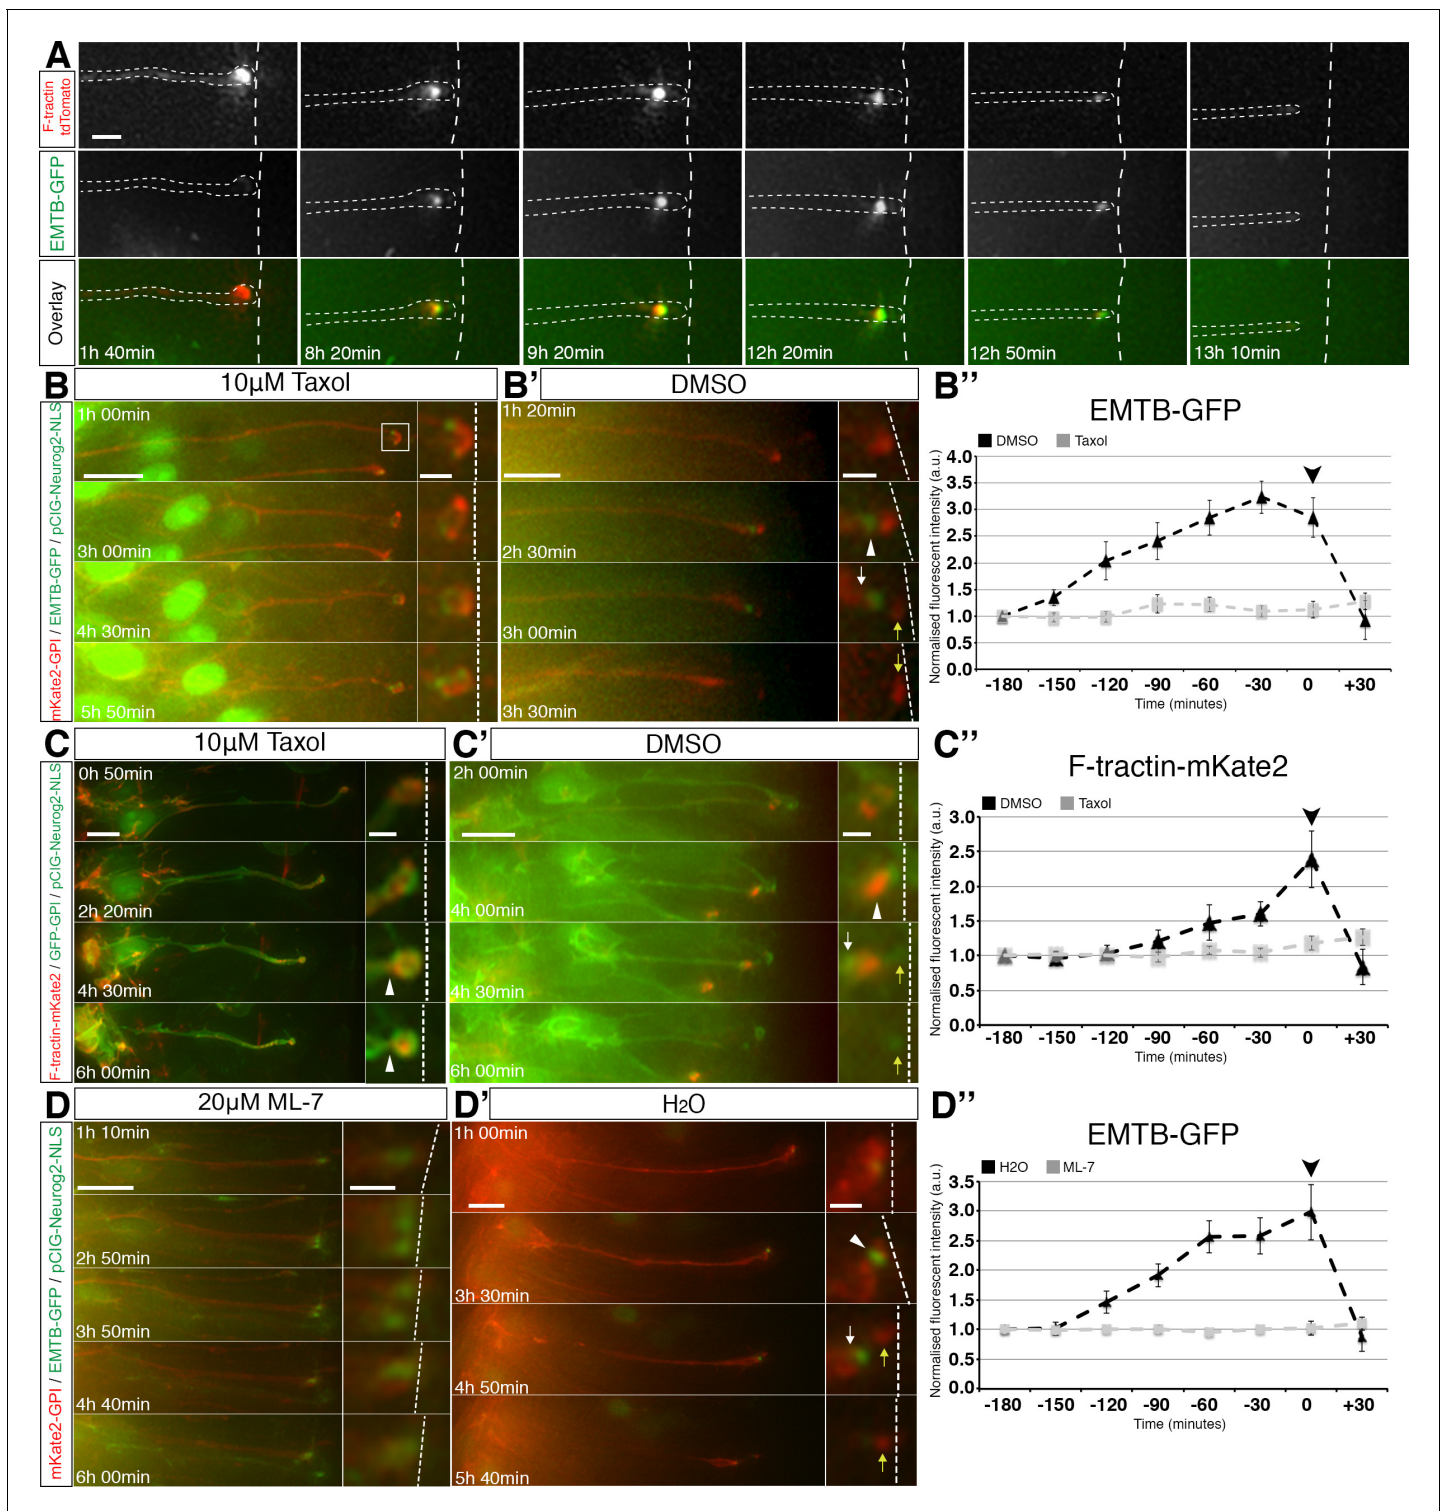 A
F-tractin
tdTomato
EMTB-GFP
Overlay
1h 40min
8h 20min
9h 20min
12h 20min
12h 50min
13h 10min
B
10µM Taxol
mKate2-GPI / EMTB-GFP / pCIG-Neurog2-NLS
1h 00min
3h 00min
4h 30min
5h 50min
B'
DMSO
1h 20min
2h 30min
3h 00min
3h 30min
B''
EMTB-GFP
DMSO
Taxol
Normalised fluorescent intensity (a.u.)
4.0
3.5
3.0
2.5
2.0
1.5
1.0
0.5
0.0
-180 -150 -120 -90 -60 -30 0 +30
Time (minutes)
C
10µM Taxol
F-tractin-mKate2 / GFP-GPI / pCIG-Neurog2-NLS
0h 50min
2h 20min
4h 30min
6h 00min
C'
DMSO
2h 00min
4h 00min
4h 30min
6h 00min
C''
F-tractin-mKate2
DMSO
Taxol
Normalised fluorescent intensity (a.u.)
3.0
2.5
2.0
1.5
1.0
0.5
0.0
-180 -150 -120 -90 -60 -30 0 +30
Time (minutes)
D
20µM ML-7
mKate2-GPI / EMTB-GFP / pCIG-Neurog2-NLS
1h 10min
2h 50min
3h 50min
4h 40min
6h 00min
D'
H2O
1h 00min
3h 30min
4h 50min
5h 40min
D''
EMTB-GFP
H2O
ML-7
Normalised fluorescent intensity (a.u.)
3.5
3.0
2.5
2.0
1.5
1.0
0.5
0.0
-180 -150 -120 -90 -60 -30 0 +30
Time (minutes)